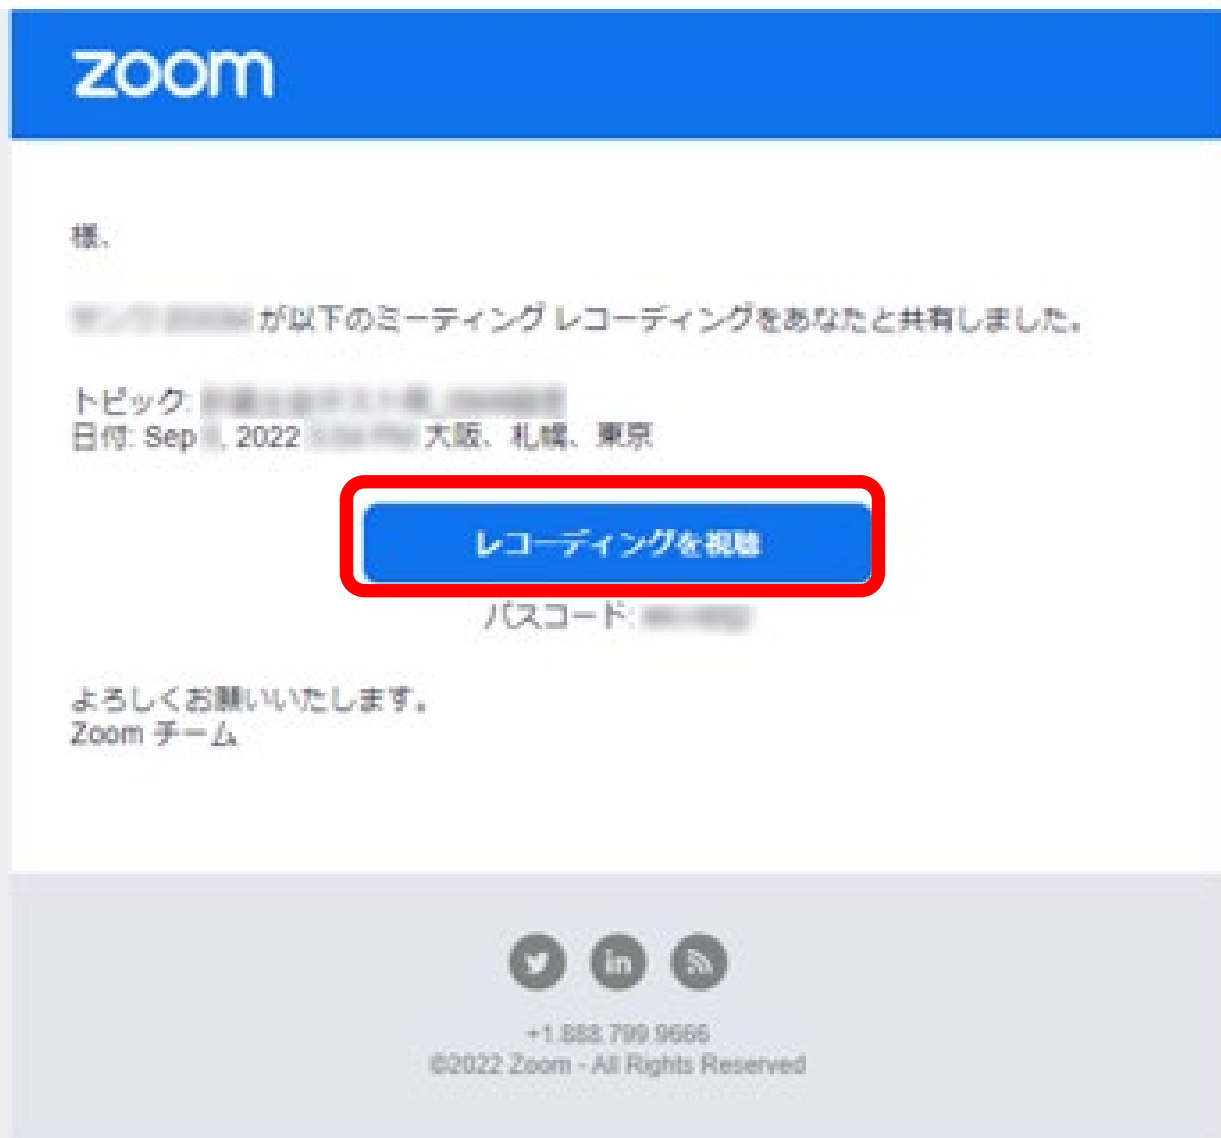 zoom
様、
が以下のミーティング レコーディングをあなたと共有しました。
トピック:
日付: Sep , 2022 大阪、札幌、東京
レコーディングを視聴
パスコード:
よろしくお願いいたします。
Zoom チーム
in
+1.888.799.9666
©2022 Zoom - All Rights Reserved